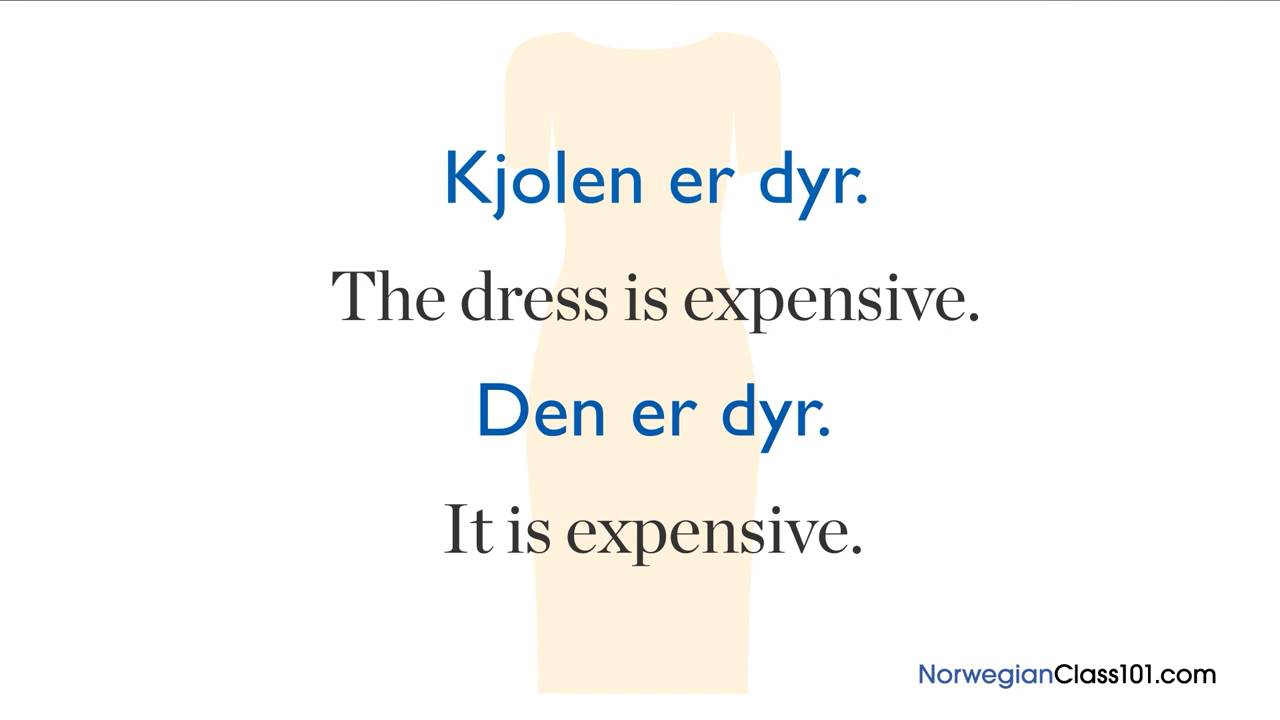 Kjolen er dyr.
The dress is expensive.
Den er dyr.
It is expensive.
NorwegianClass101.com